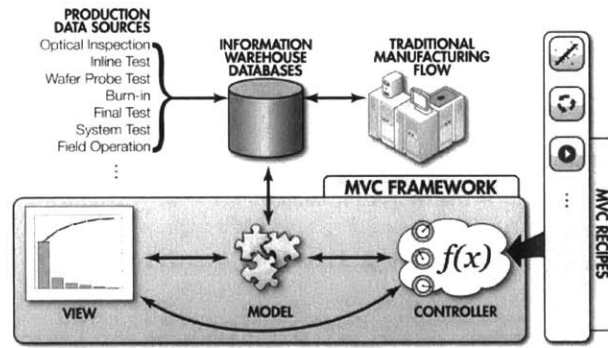 PRODUCTION
DATA SOURCES
Optical Inspection
Inline Test
Wafer Probe Test
Burn-in
Final Test
System Test
Field Operation
INFORMATION
WAREHOUSE
DATABASES
TRADITIONAL
MANUFACTURING
FLOW
MVC FRAMEWORK
VIEW
MODEL
f(x)
CONTROLLER
MVC RECIPES